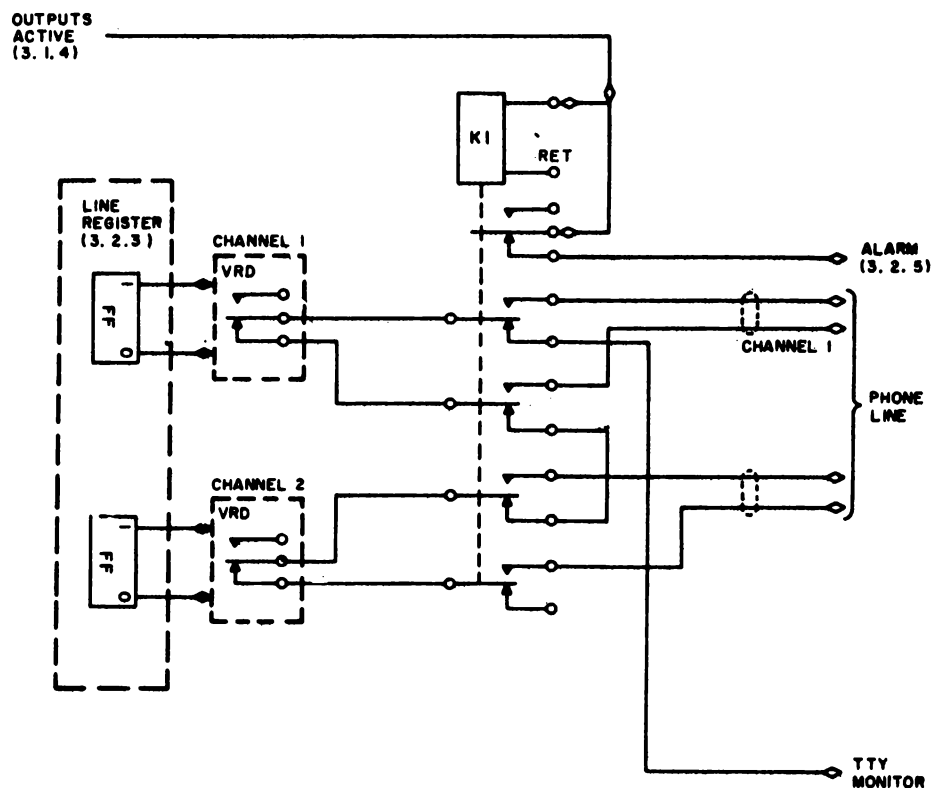 OUTPUTS
ACTIVE
(3.1.4)
K1
RET
LINE
REGISTER
(3.2.3)
CHANNEL 1
VRD
ALARM
(3.2.5)
1
FF
0
CHANNEL 1
PHONE
LINE
CHANNEL 2
VRD
1
FF
0
TTY
MONITOR